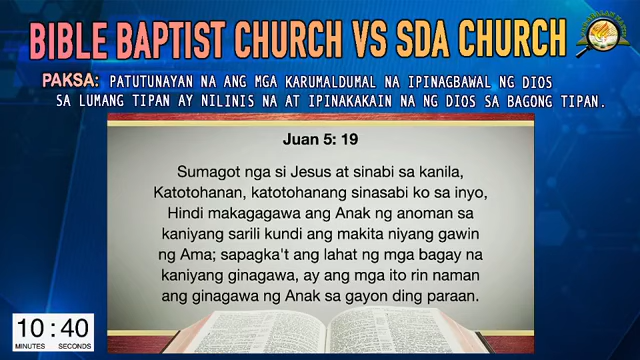 BIBLE BAPTIST CHURCH VS SDA CHURCH
PAKSA: PATUTUNAYAN NA ANG MGA KARUMALDUMAL NA IPINAGBAWAL NG DIOS
SA LUMANG TIPAN AY NILINIS NA AT IPINAKAKAIN NA NG DIOS SA BAGONG TIPAN.
Juan 5: 19
Sumagot nga si Jesus at sinabi sa kanila,
Katotohanan, katotohanang sinasabi ko sa inyo,
Hindi makagagawa ang Anak ng anoman sa
kaniyang sarili kundi ang makita niyang gawin
ng Ama; sapagka't ang lahat ng mga bagay na
kaniyang ginagawa, ay ang mga ito rin naman
ang ginagawa ng Anak sa gayon ding paraan.
10:40
MINUTES SECONDS